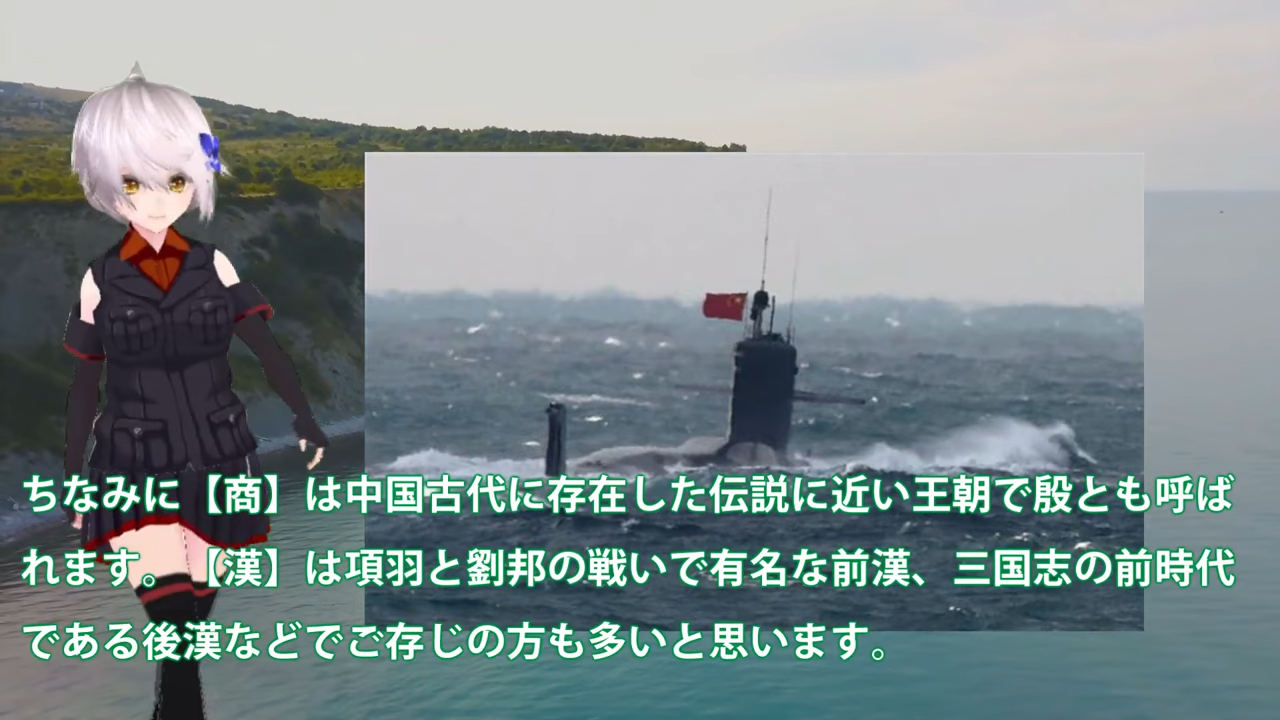 ちなみに【商】は中国古代に存在した伝説に近い王朝で殷とも呼ば
れます。【漢】は項羽と劉邦の戦いで有名な前漢、三国志の前時代
である後漢などでご存じの方も多いと思います。